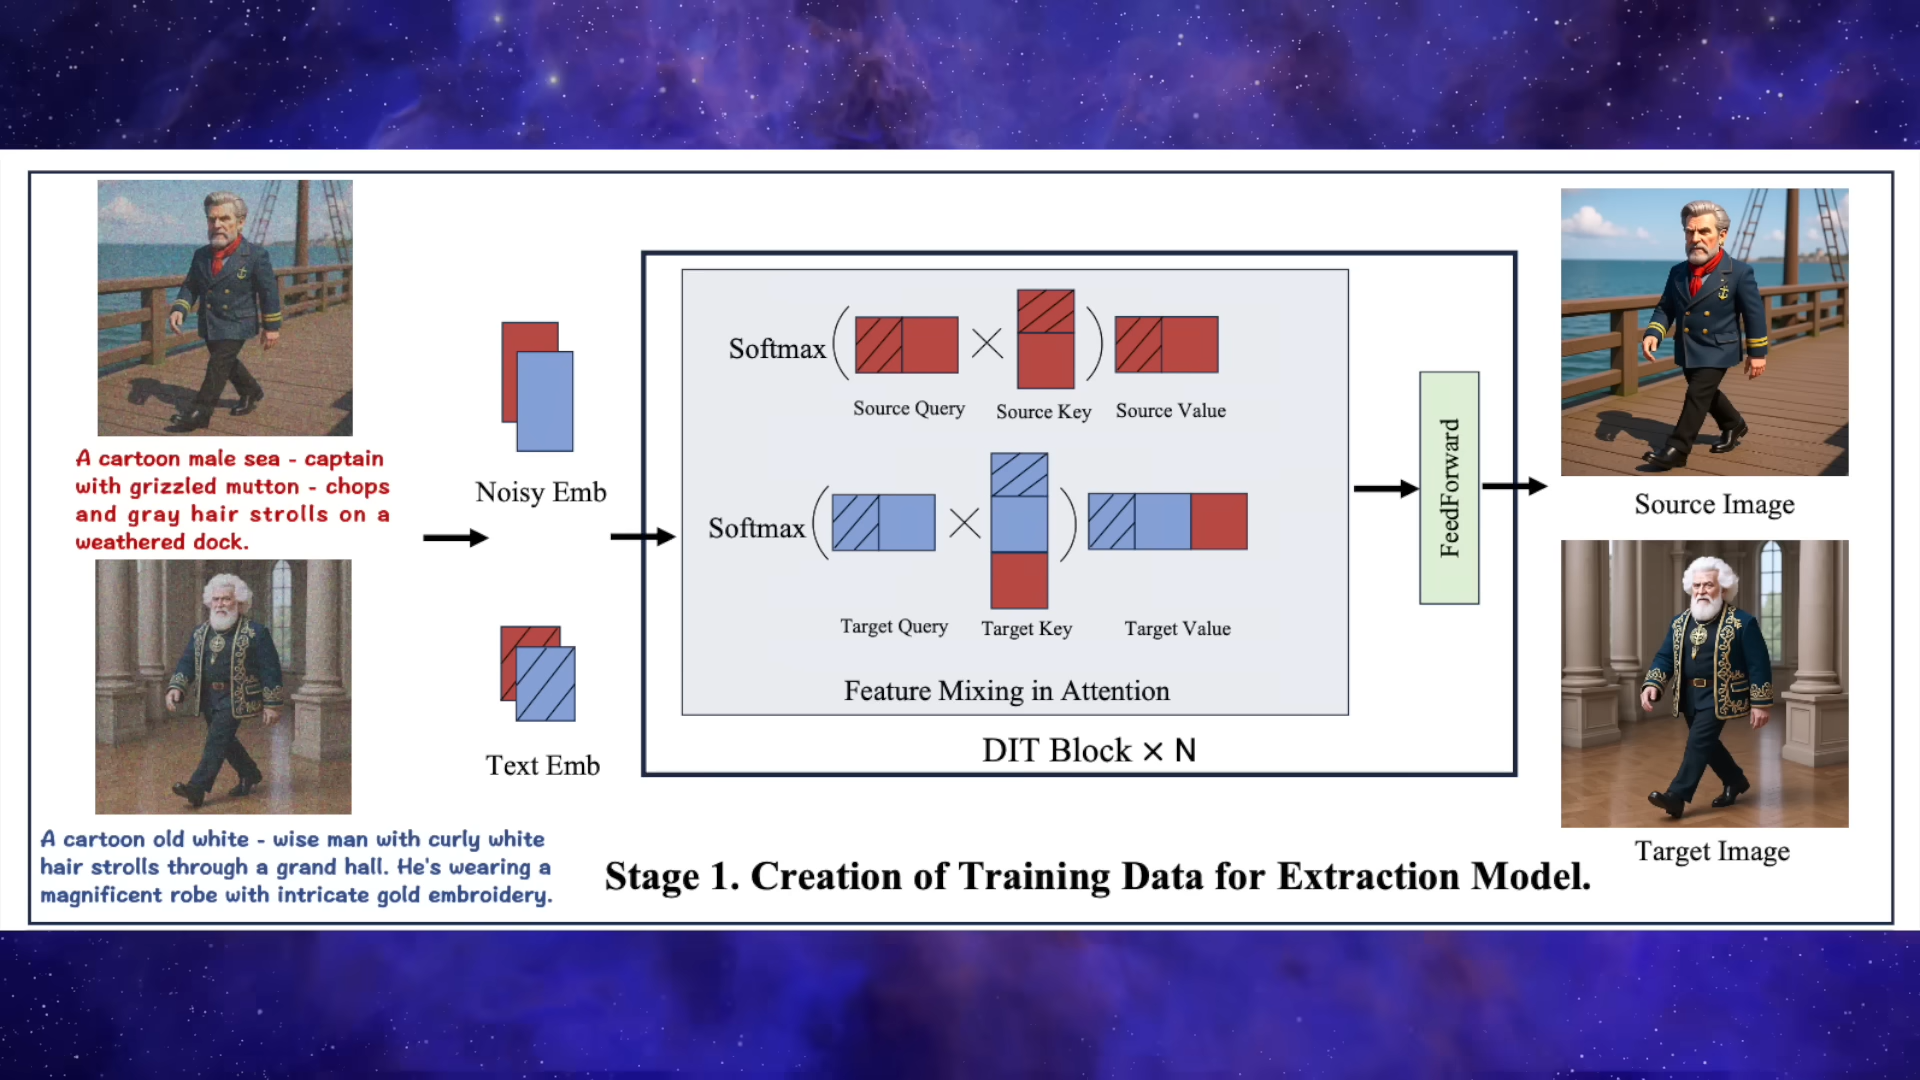 A cartoon male sea - captain
with grizzled mutton - chops
and gray hair strolls on a
weathered dock.
A cartoon old white - wise man with curly white
hair strolls through a grand hall. He's wearing a
magnificent robe with intricate gold embroidery.
Noisy Emb
Text Emb
Softmax ( × )
Source Query
Source Key
Source Value
Softmax ( × )
Target Query
Target Key
Target Value
Feature Mixing in Attention
DIT Block × N
FeedForward
Source Image
Target Image
Stage 1. Creation of Training Data for Extraction Model.